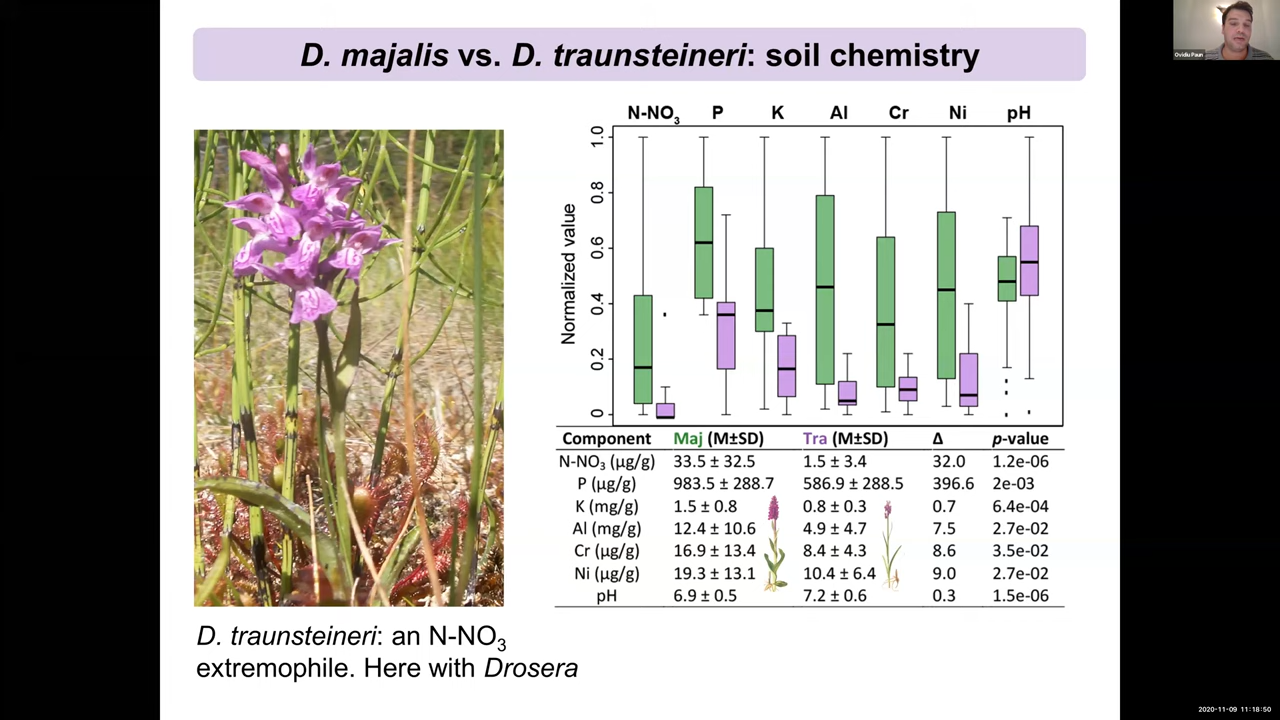 D. majalis vs. D. traunsteineri: soil chemistry
Ovidiu Paun
N-NO₃ P K Al Cr Ni pH
Normalized value
1.0
0.8
0.6
0.4
0.2
0
Component Maj (M±SD) Tra (M±SD) Δ p-value
N-NO₃ (µg/g) 33.5 ± 32.5 1.5 ± 3.4 32.0 1.2e-06
P (µg/g) 983.5 ± 288.7 586.9 ± 288.5 396.6 2e-03
K (mg/g) 1.5 ± 0.8 0.8 ± 0.3 0.7 6.4e-04
Al (mg/g) 12.4 ± 10.6 4.9 ± 4.7 7.5 2.7e-02
Cr (µg/g) 16.9 ± 13.4 8.4 ± 4.3 8.6 3.5e-02
Ni (µg/g) 19.3 ± 13.1 10.4 ± 6.4 9.0 2.7e-02
pH 6.9 ± 0.5 7.2 ± 0.6 0.3 1.5e-06
D. traunsteineri: an N-NO₃
extremophile. Here with Drosera
2020-11-09 11:18:50